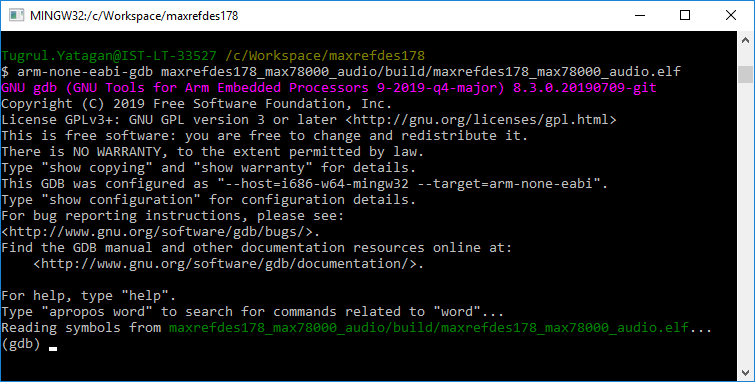 MINGW32:/c/Workspace/maxrefdes178
Tugrul.Yatagan@IST-LT-33527 /c/Workspace/maxrefdes178
$ arm-none-eabi-gdb maxrefdes178_max78000_audio/build/maxrefdes178_max78000_audio.elf
GNU gdb (GNU Tools for Arm Embedded Processors 9-2019-q4-major) 8.3.0.20190709-git
Copyright (C) 2019 Free Software Foundation, Inc.
License GPLv3+: GNU GPL version 3 or later <http://gnu.org/licenses/gpl.html>
This is free software: you are free to change and redistribute it.
There is NO WARRANTY, to the extent permitted by law.
Type "show copying" and "show warranty" for details.
This GDB was configured as "--host=i686-w64-mingw32 --target=arm-none-eabi".
Type "show configuration" for configuration details.
For bug reporting instructions, please see:
<http://www.gnu.org/software/gdb/bugs/>.
Find the GDB manual and other documentation resources online at:
    <http://www.gnu.org/software/gdb/documentation/>.

For help, type "help".
Type "apropos word" to search for commands related to "word"...
Reading symbols from maxrefdes178_max78000_audio/build/maxrefdes178_max78000_audio.elf...
(gdb)